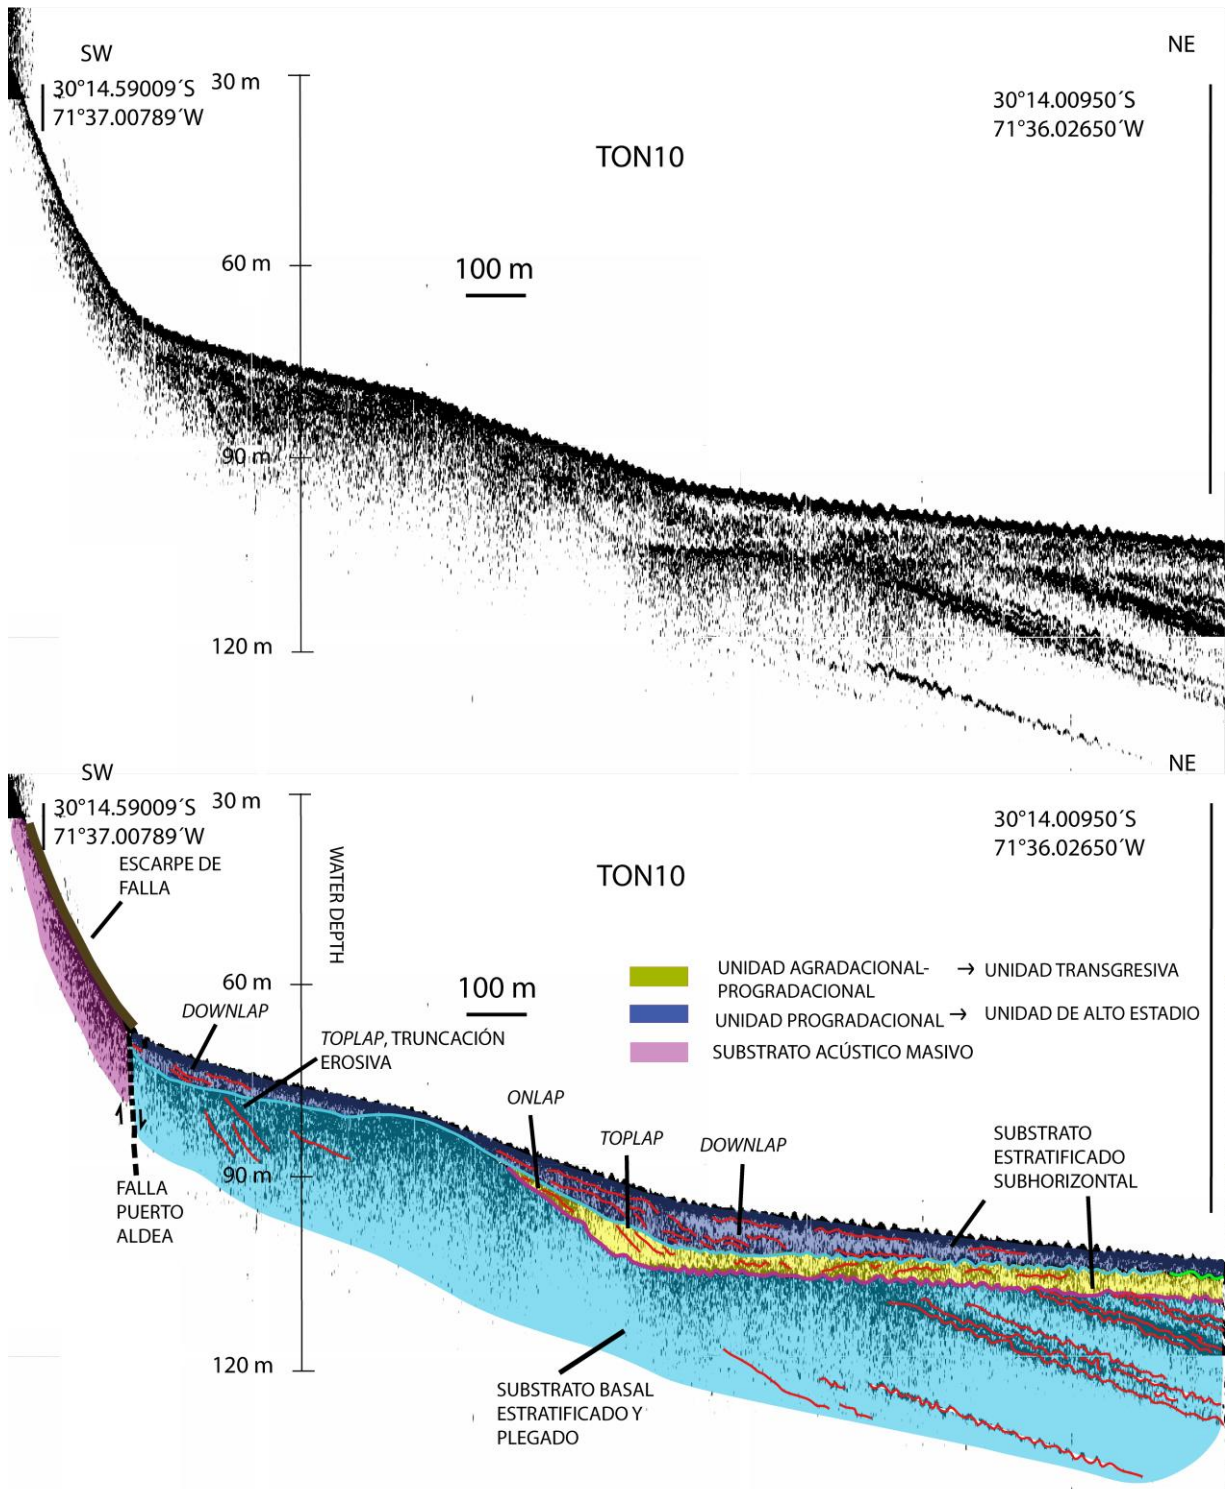 SW
NE
30°14.59009´S
71°37.00789´W
30 m
30°14.00950´S
71°36.02650´W
TON10
60 m
100 m
90 m
120 m
NE
SW
30°14.59009´S
71°37.00789´W
30 m
30°14.00950´S
71°36.02650´W
WATER DEPTH
ESCARPE DE
FALLA
TON10
UNIDAD AGRADACIONAL-
PROGRADACIONAL
→ UNIDAD TRANSGRESIVA
UNIDAD PROGRADACIONAL → UNIDAD DE ALTO ESTADIO
SUBSTRATO ACÚSTICO MASIVO
60 m
100 m
DOWNLAP
TOPLAP, TRUNCACIÓN
EROSIVA
ONLAP
TOPLAP
DOWNLAP
SUBSTRATO
ESTRATIFICADO
SUBHORIZONTAL
90 m
FALLA
PUERTO
ALDEA
120 m
SUBSTRATO BASAL
ESTRATIFICADO Y
PLEGADO